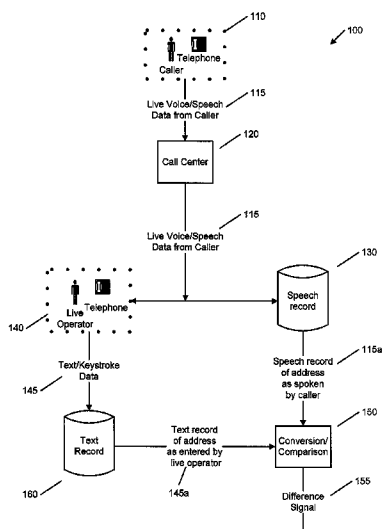 110
100
Telephone
Caller
Live Voice/Speech
Data from Caller
115
120
Call Center
Live Voice/Speech
Data from Caller
115
130
Telephone
Live
Operator
140
Speech
record
Text/Keystroke
Data
145
Speech record
of address
as spoken
by caller
115a
Text
Record
160
Text record
of address
as entered by
live operator
145a
Conversion/
Comparison
150
Difference
Signal
155